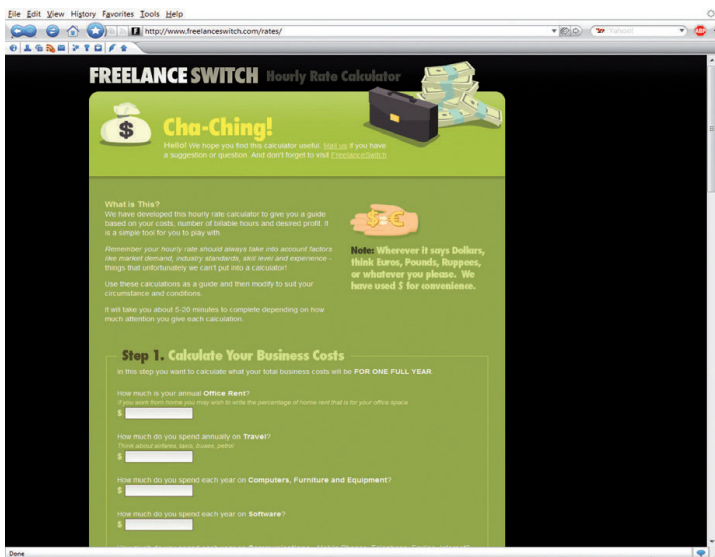 File Edit View History Favorites Tools Help
http://www.freelanceswitch.com/rates/
Yahoo!
ABP
FREELANCE SWITCH Hourly Rate Calculator
$
Cha-Ching!
Hello! We hope you find this calculator useful. Mail us if you have
a suggestion or question. And don't forget to visit FreelanceSwitch
What is This?
We have developed this hourly rate calculator to give you a guide
based on your costs, number of billable hours and desired profit. It
is a simple tool for you to play with.
Remember your hourly rate should always take into account factors
like market demand, industry standards, skill level and experience -
things that unfortunately we can't put into a calculator!
Use these calculations as a guide and then modify to suit your
circumstance and conditions.
It will take you about 5-20 minutes to complete depending on how
much attention you give each calculation.
$=€
Note: Wherever it says Dollars,
think Euros, Pounds, Ruppees,
or whatever you please. We
have used $ for convenience.
Step 1. Calculate Your Business Costs
In this step you want to calculate what your total business costs will be FOR ONE FULL YEAR
How much is your annual Office Rent?
If you work from home you may wish to write the percentage of home rent that is for your office space
$
How much do you spend annually on Travel?
Think about airfares, taxis, buses, petrol
$
How much do you spend each year on Computers, Furniture and Equipment?
$
How much do you spend each year on Software?
$
Done